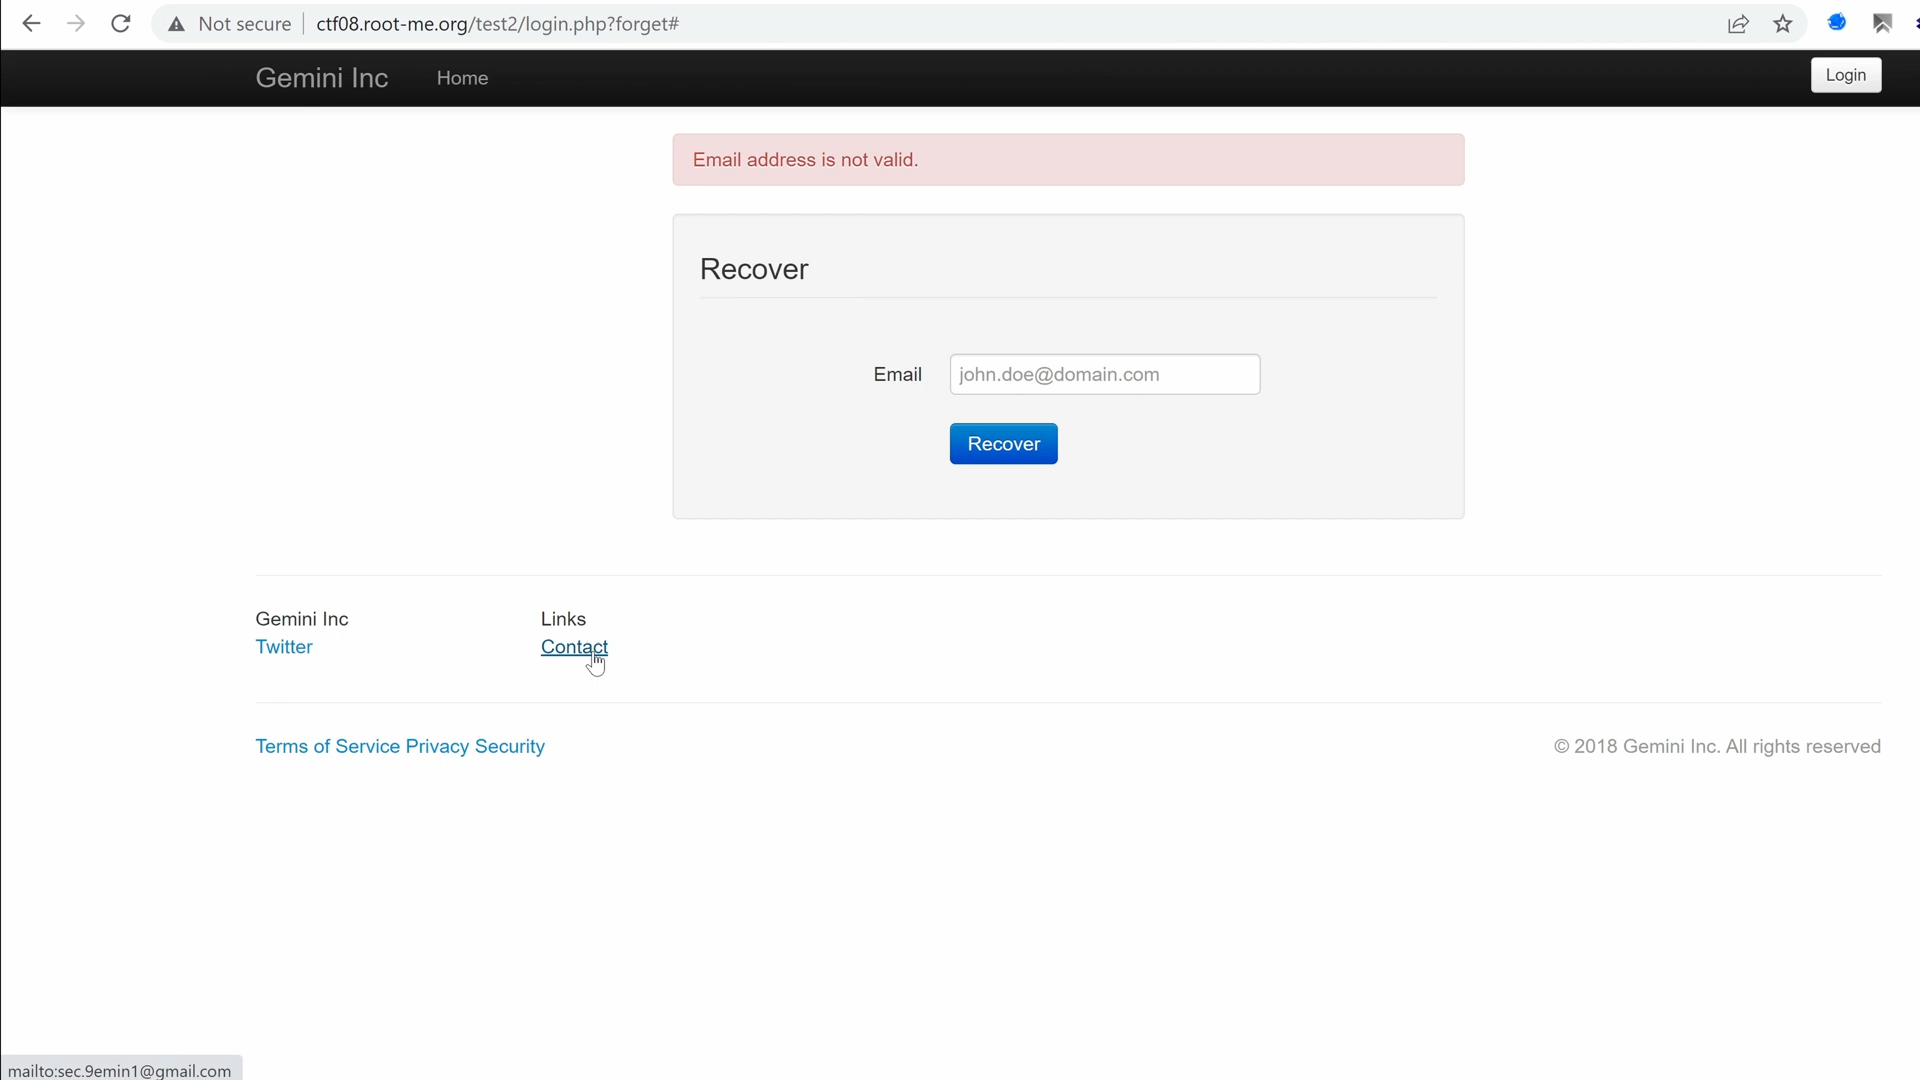 Not secure
ctf08.root-me.org/test2/login.php?forget#
Gemini Inc
Home
Login
Email address is not valid.
Recover
Email
john.doe@domain.com
Recover
Gemini Inc
Links
Twitter
Contact
Terms of Service Privacy Security
© 2018 Gemini Inc. All rights reserved
mailto:sec.9emin1@gmail.com